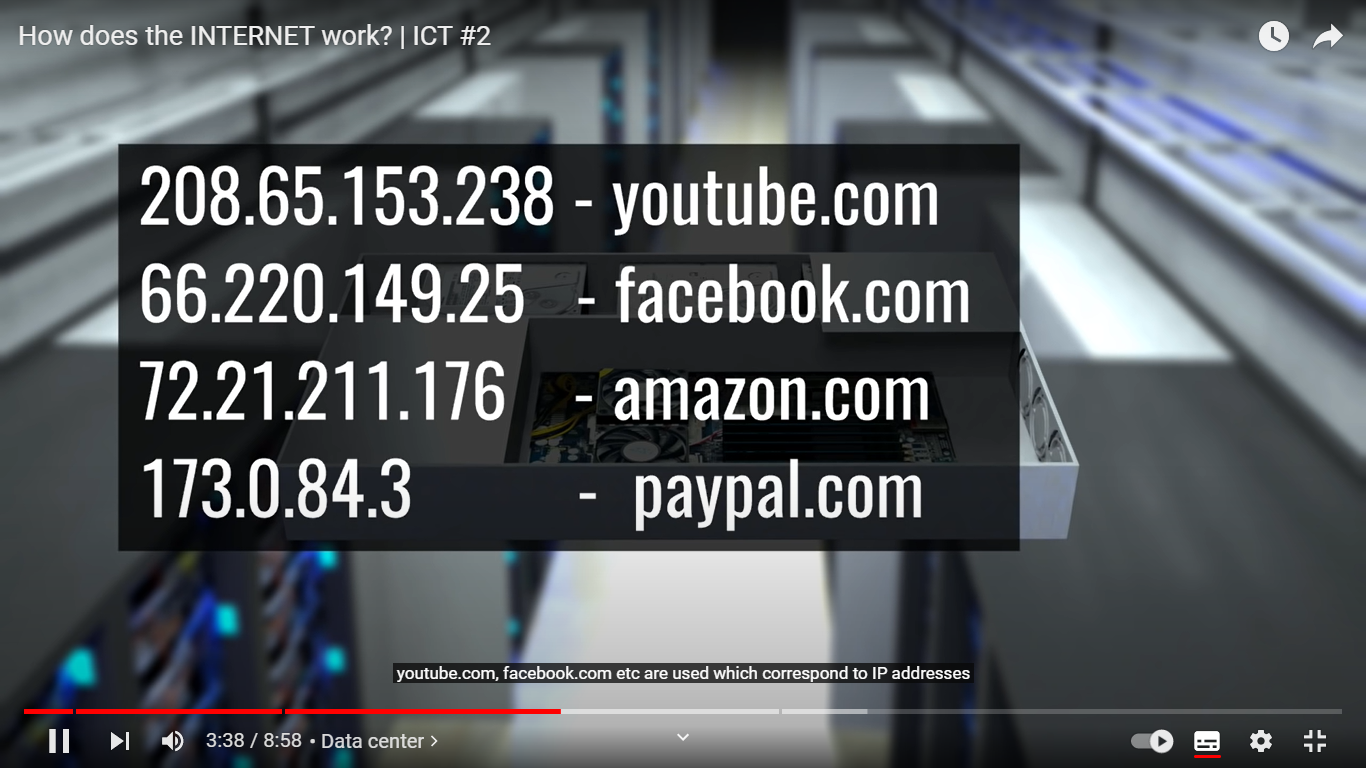 How does the INTERNET work? | ICT #2
208.65.153.238 - youtube.com
66.220.149.25 - facebook.com
72.21.211.176 - amazon.com
173.0.84.3 - paypal.com
youtube.com, facebook.com etc are used which correspond to IP addresses
3:38 / 8:58 • Data center >